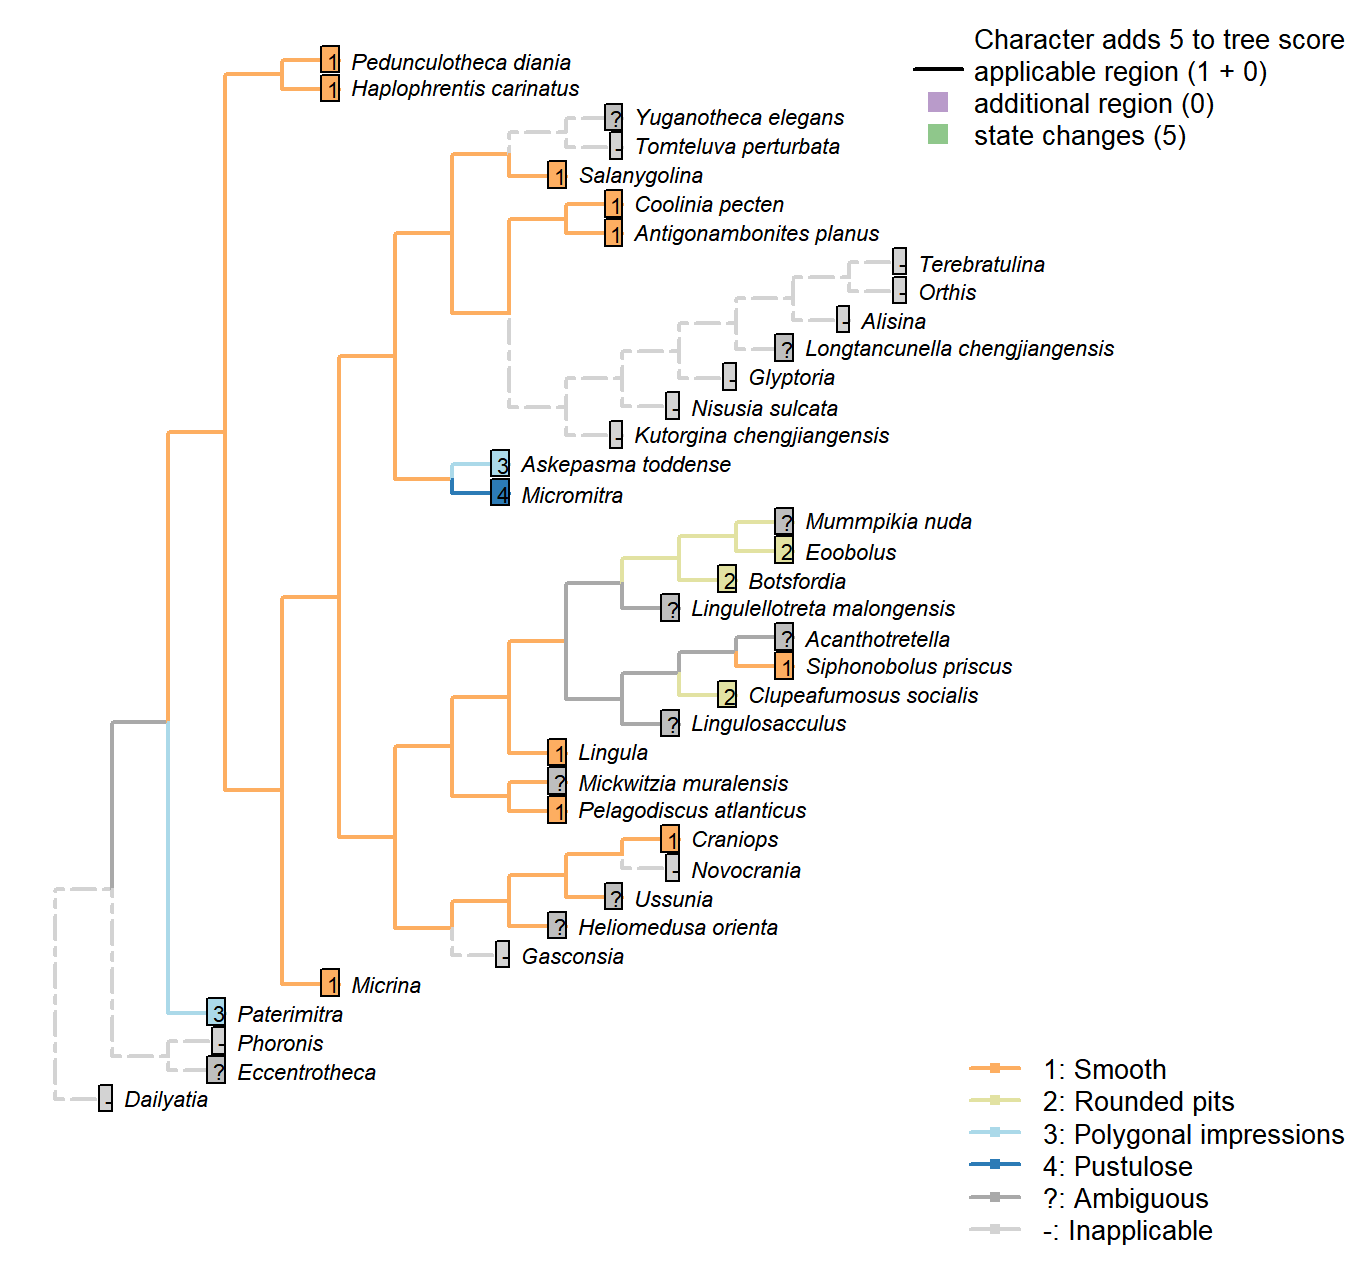 Character adds 5 to tree score
applicable region (1 + 0)
additional region (0)
state changes (5)
1 Pedunculotheca diania
1 Haplophrentis carinatus
? Yuganotheca elegans
- Tomteluva perturbata
1 Salanygolina
1 Coolinia pecten
1 Antigonambonites planus
- Terebratulina
- Orthis
- Alisina
? Longtancunella chengjiangensis
- Glyptoria
- Nisusia sulcata
- Kutorgina chengjiangensis
3 Askepasma toddense
4 Micromitra
? Mummpikia nuda
2 Eoobolus
2 Botsfordia
? Lingulellotreta malongensis
? Acanthotretella
1 Siphonobolus priscus
2 Clupeafumosus socialis
? Lingulosacculus
1 Lingula
? Mickwitzia muralensis
1 Pelagodiscus atlanticus
1 Craniops
- Novocrania
? Ussunia
? Heliomedusa orienta
- Gasconsia
1 Micrina
3 Paterimitra
- Phoronis
? Eccentrotheca
- Dailyatia
1: Smooth
2: Rounded pits
3: Polygonal impressions
4: Pustulose
?: Ambiguous
-: Inapplicable